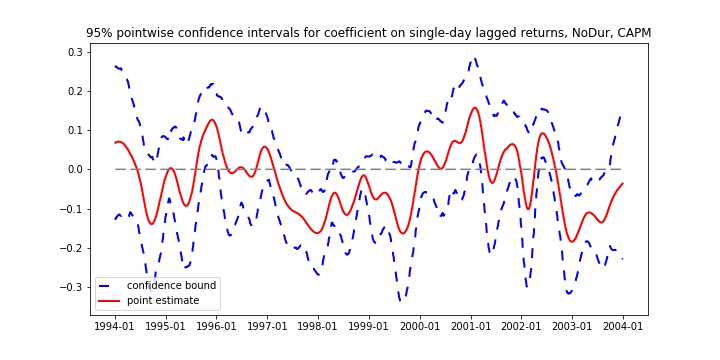 95% pointwise confidence intervals for coefficient on single-day lagged returns, NoDur, CAPM
0.3
0.2
0.1
0.0
−0.1
−0.2
−0.3
confidence bound
point estimate
1994-01 1995-01 1996-01 1997-01 1998-01 1999-01 2000-01 2001-01 2002-01 2003-01 2004-01